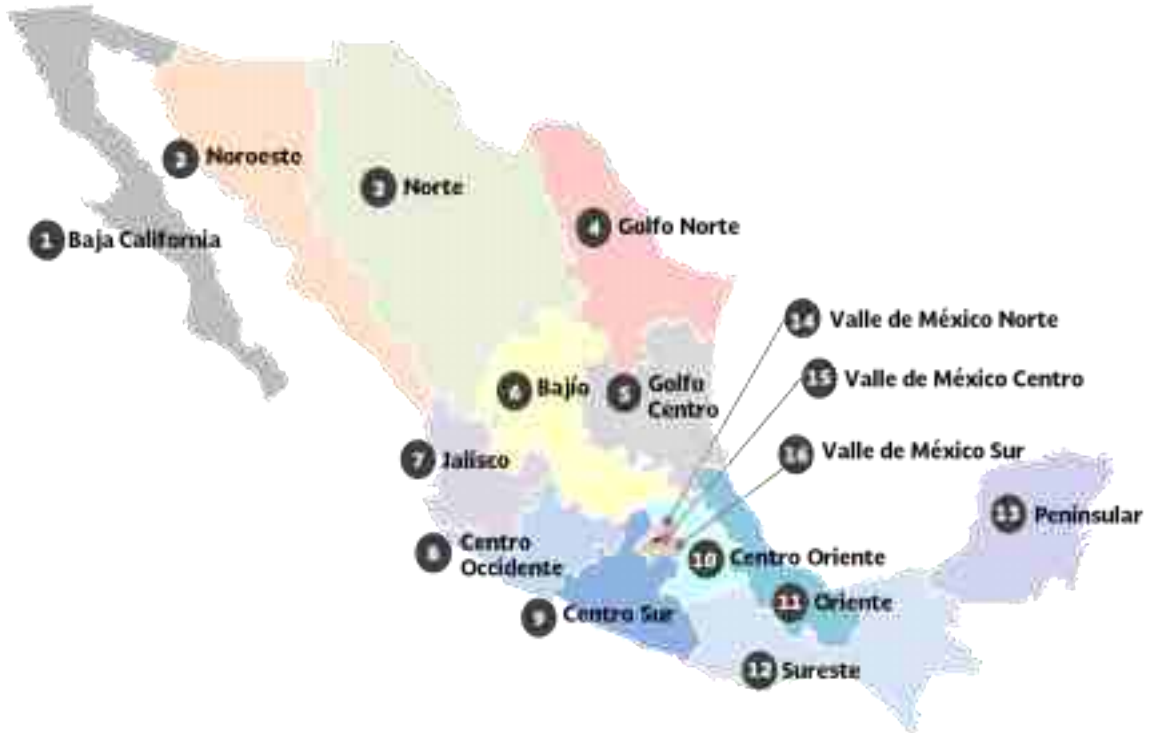 2 Noroeste
3 Norte
4 Golfo Norte
1 Baja California
14 Valle de México Norte
15 Valle de México Centro
6 Bajío
5 Golfo
Centro
7 Jalisco
16 Valle de México Sur
13 Peninsular
8 Centro
Occidente
10 Centro Oriente
11 Oriente
9 Centro Sur
12 Sureste